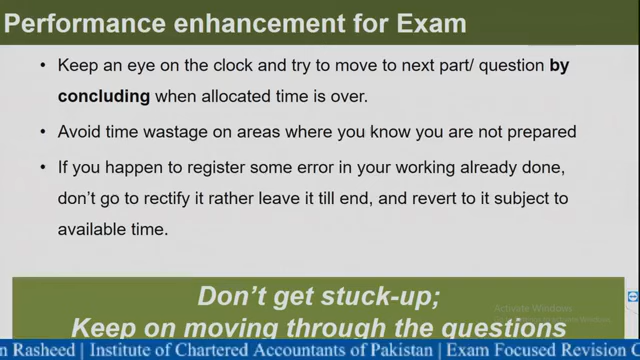 Performance enhancement for Exam
• Keep an eye on the clock and try to move to next part/ question by
concluding when allocated time is over.
• Avoid time wastage on areas where you know you are not prepared
• If you happen to register some error in your working already done,
don't go to rectify it rather leave it till end, and revert to it subject to
available time.
Don't get stuck-up;
Activate Windows
Keep on moving through the questions
n Rasheed | Institute of Chartered Accountants of Pakistan | Exam Focused Revision